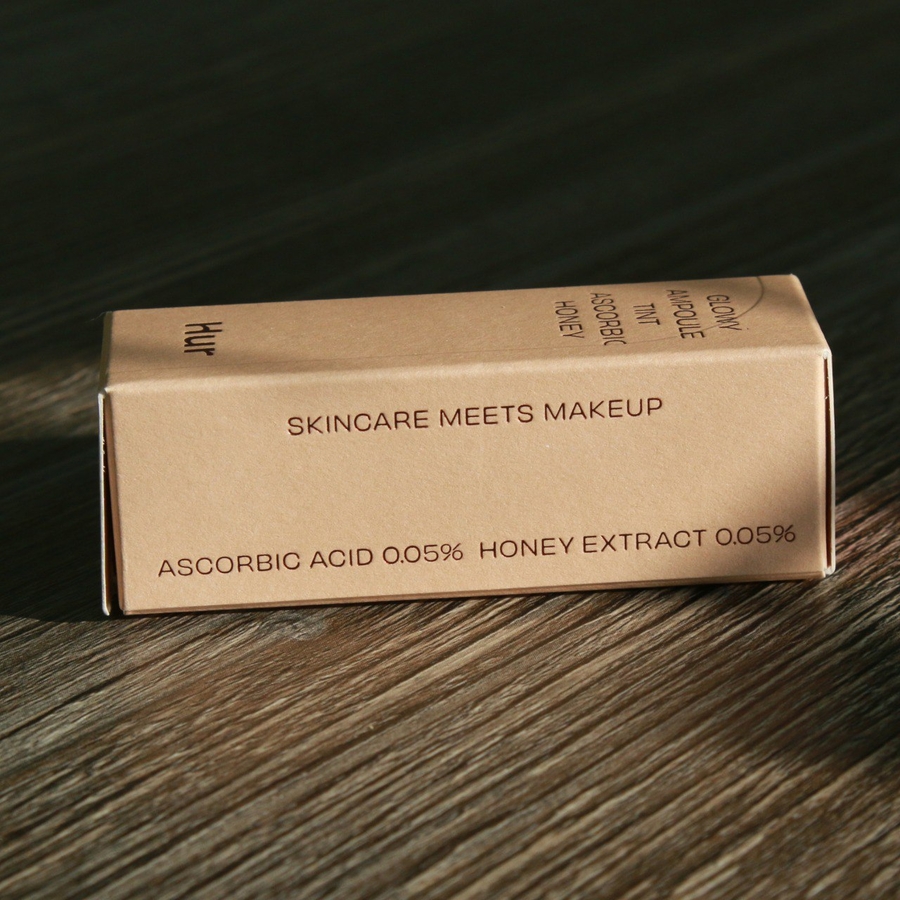 Hur
GLOWY
AMPOULE
TINT
ASCORBIC
HONEY
SKINCARE MEETS MAKEUP
ASCORBIC ACID 0.05% HONEY EXTRACT 0.05%